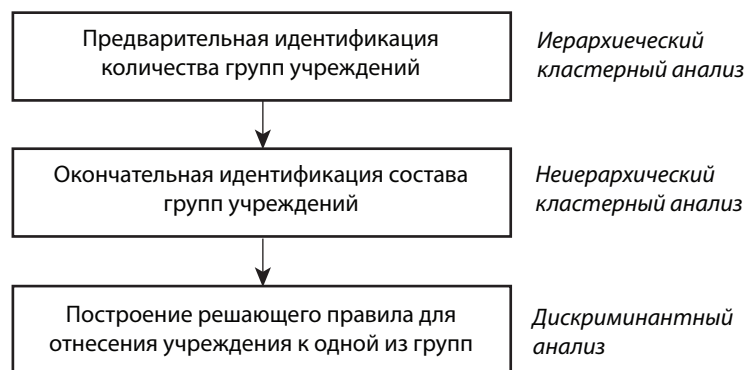 Предварительная идентификация
количества групп учреждений
Иерархиеческий
кластерный анализ
Окончательная идентификация состава
групп учреждений
Неиерархический
кластерный анализ
Построение решающего правила для
отнесения учреждения к одной из групп
Дискриминантный
анализ